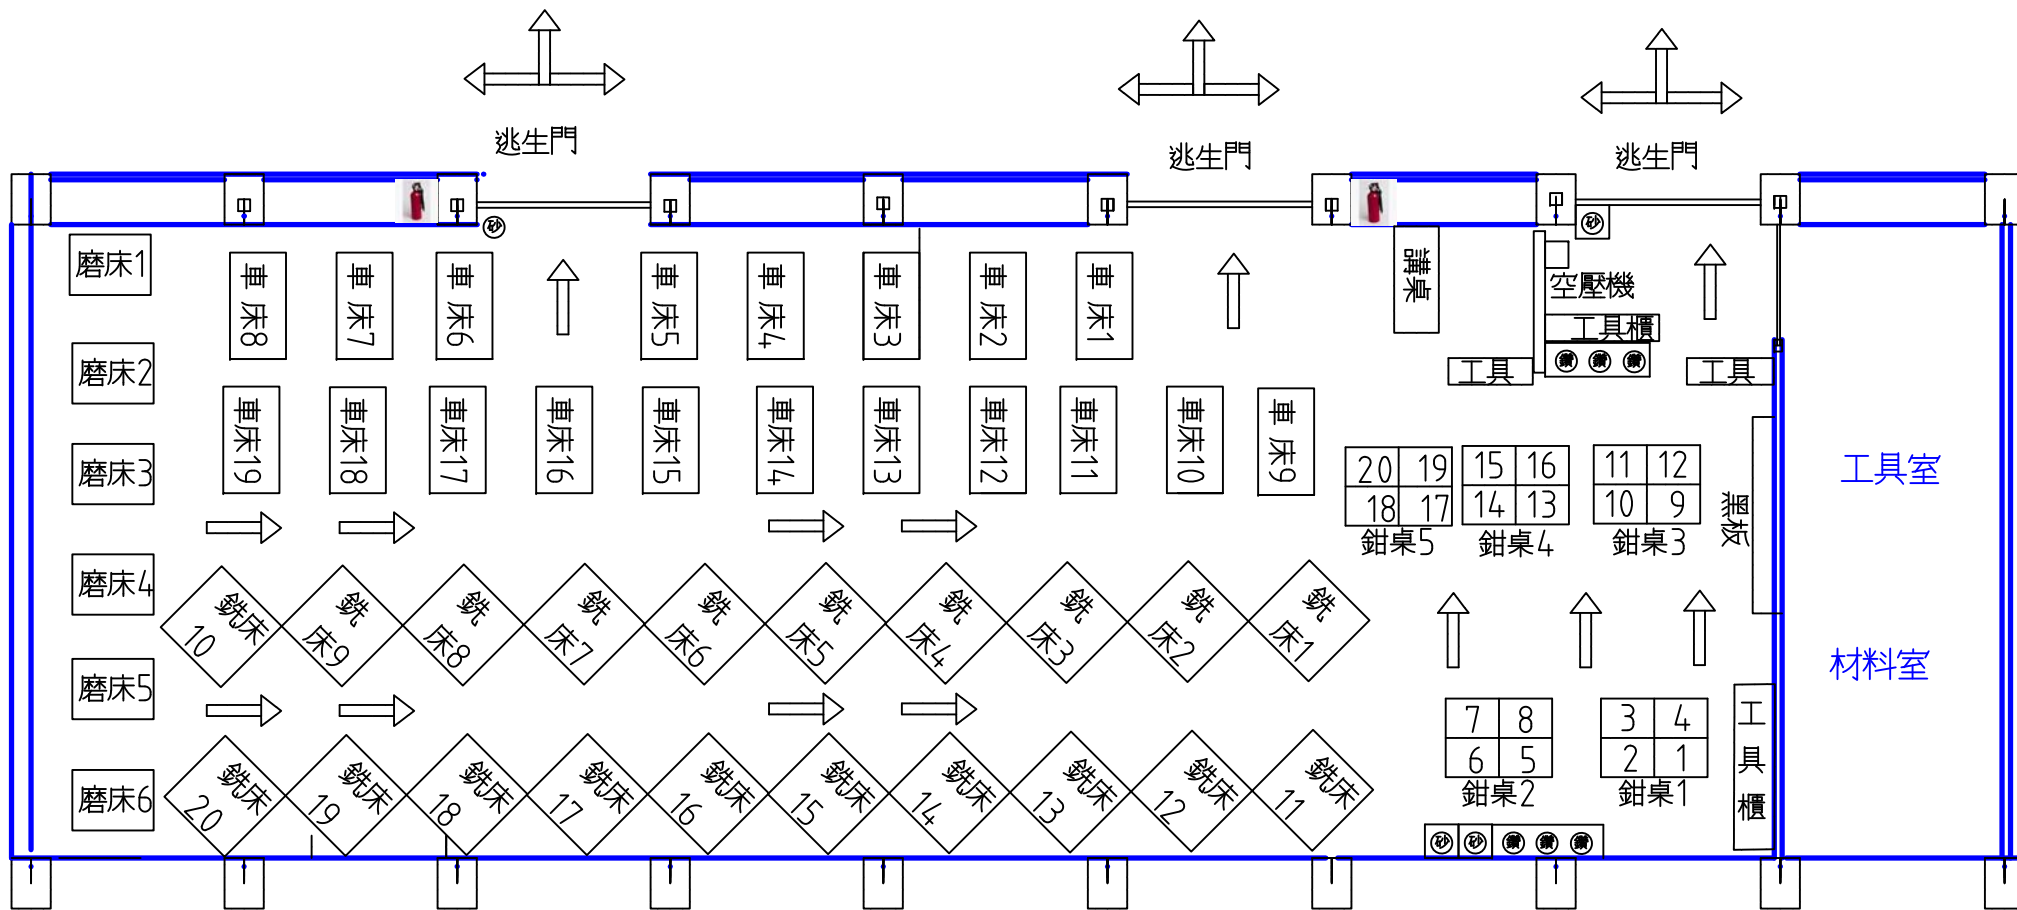 逃生門
逃生門
逃生門
砂
砂
磨床1
車床8
車床7
車床6
車床5
車床4
車床3
車床2
車床1
講桌
空壓機
工具櫃
鑽 鑽 鑽
工具
工具
磨床2
車床19
車床18
車床17
車床16
車床15
車床14
車床13
車床12
車床11
車床10
車床9
磨床3
20 19
18 17
鉗桌5
15 16
14 13
鉗桌4
11 12
10 9
鉗桌3
黑板
工具室
磨床4
銑床10
銑床9
銑床8
銑床7
銑床6
銑床5
銑床4
銑床3
銑床2
銑床1
材料室
磨床5
7 8
6 5
鉗桌2
3 4
2 1
鉗桌1
工具櫃
磨床6
銑床20
銑床19
銑床18
銑床17
銑床16
銑床15
銑床14
銑床13
銑床12
銑床11
砂 砂 鑽 鑽 鑽